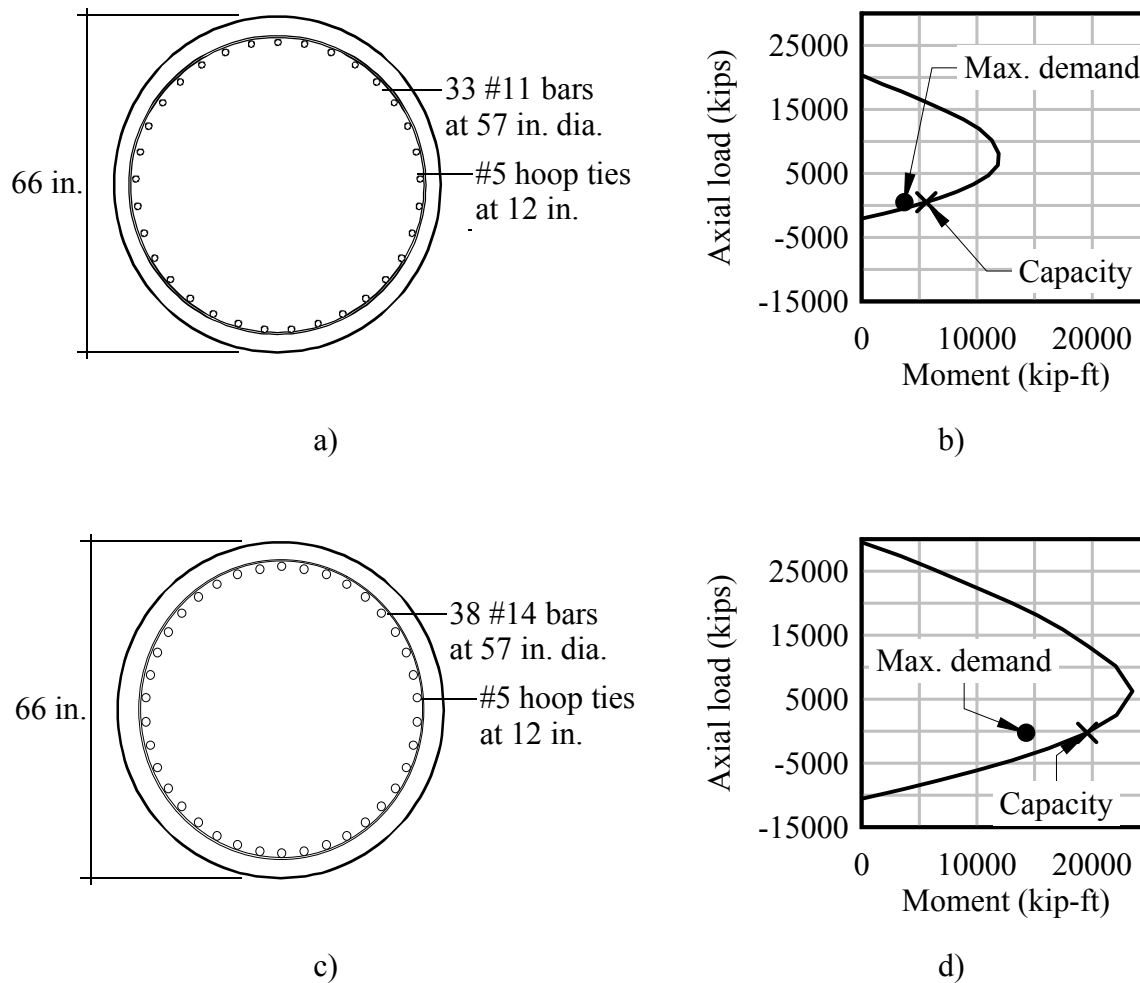 66 in.
33 #11 bars
at 57 in. dia.
#5 hoop ties
at 12 in.
a)
Axial load (kips)
25000
15000
5000
-5000
-15000
Max. demand
Capacity
0 10000 20000
Moment (kip-ft)
b)
66 in.
38 #14 bars
at 57 in. dia.
#5 hoop ties
at 12 in.
c)
Axial load (kips)
25000
15000
5000
-5000
-15000
Max. demand
Capacity
0 10000 20000
Moment (kip-ft)
d)